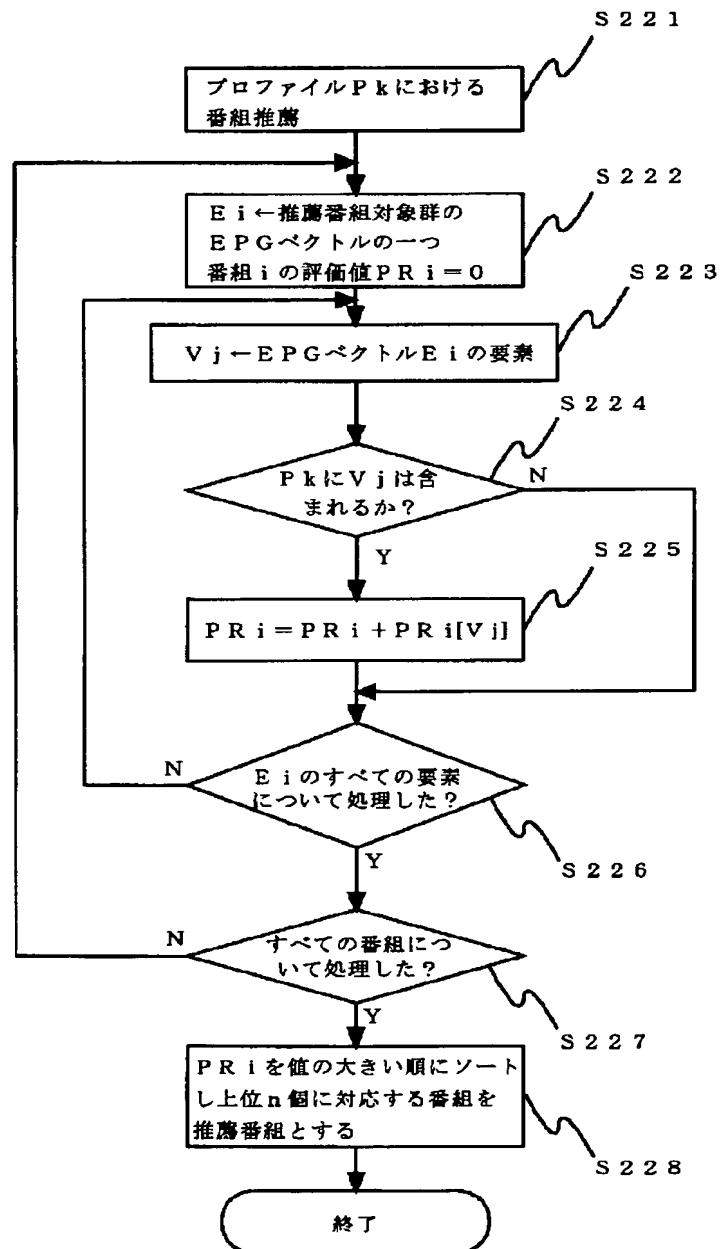 S221
プロファイルPkにおける
番組推薦
S222
Ei←推薦番組対象群の
EPGベクトルの一つ
番組iの評価値PRi=0
S223
Vj←EPGベクトルEiの要素
S224
PkにVjは含
まれるか?
N
Y
S225
PRi=PRi+PRi[Vj]
N
Eiのすべての要素
について処理した?
Y
S226
N
すべての番組につ
いて処理した?
Y
S227
PRiを値の大きい順にソート
し上位n個に対応する番組を
推薦番組とする
S228
終了